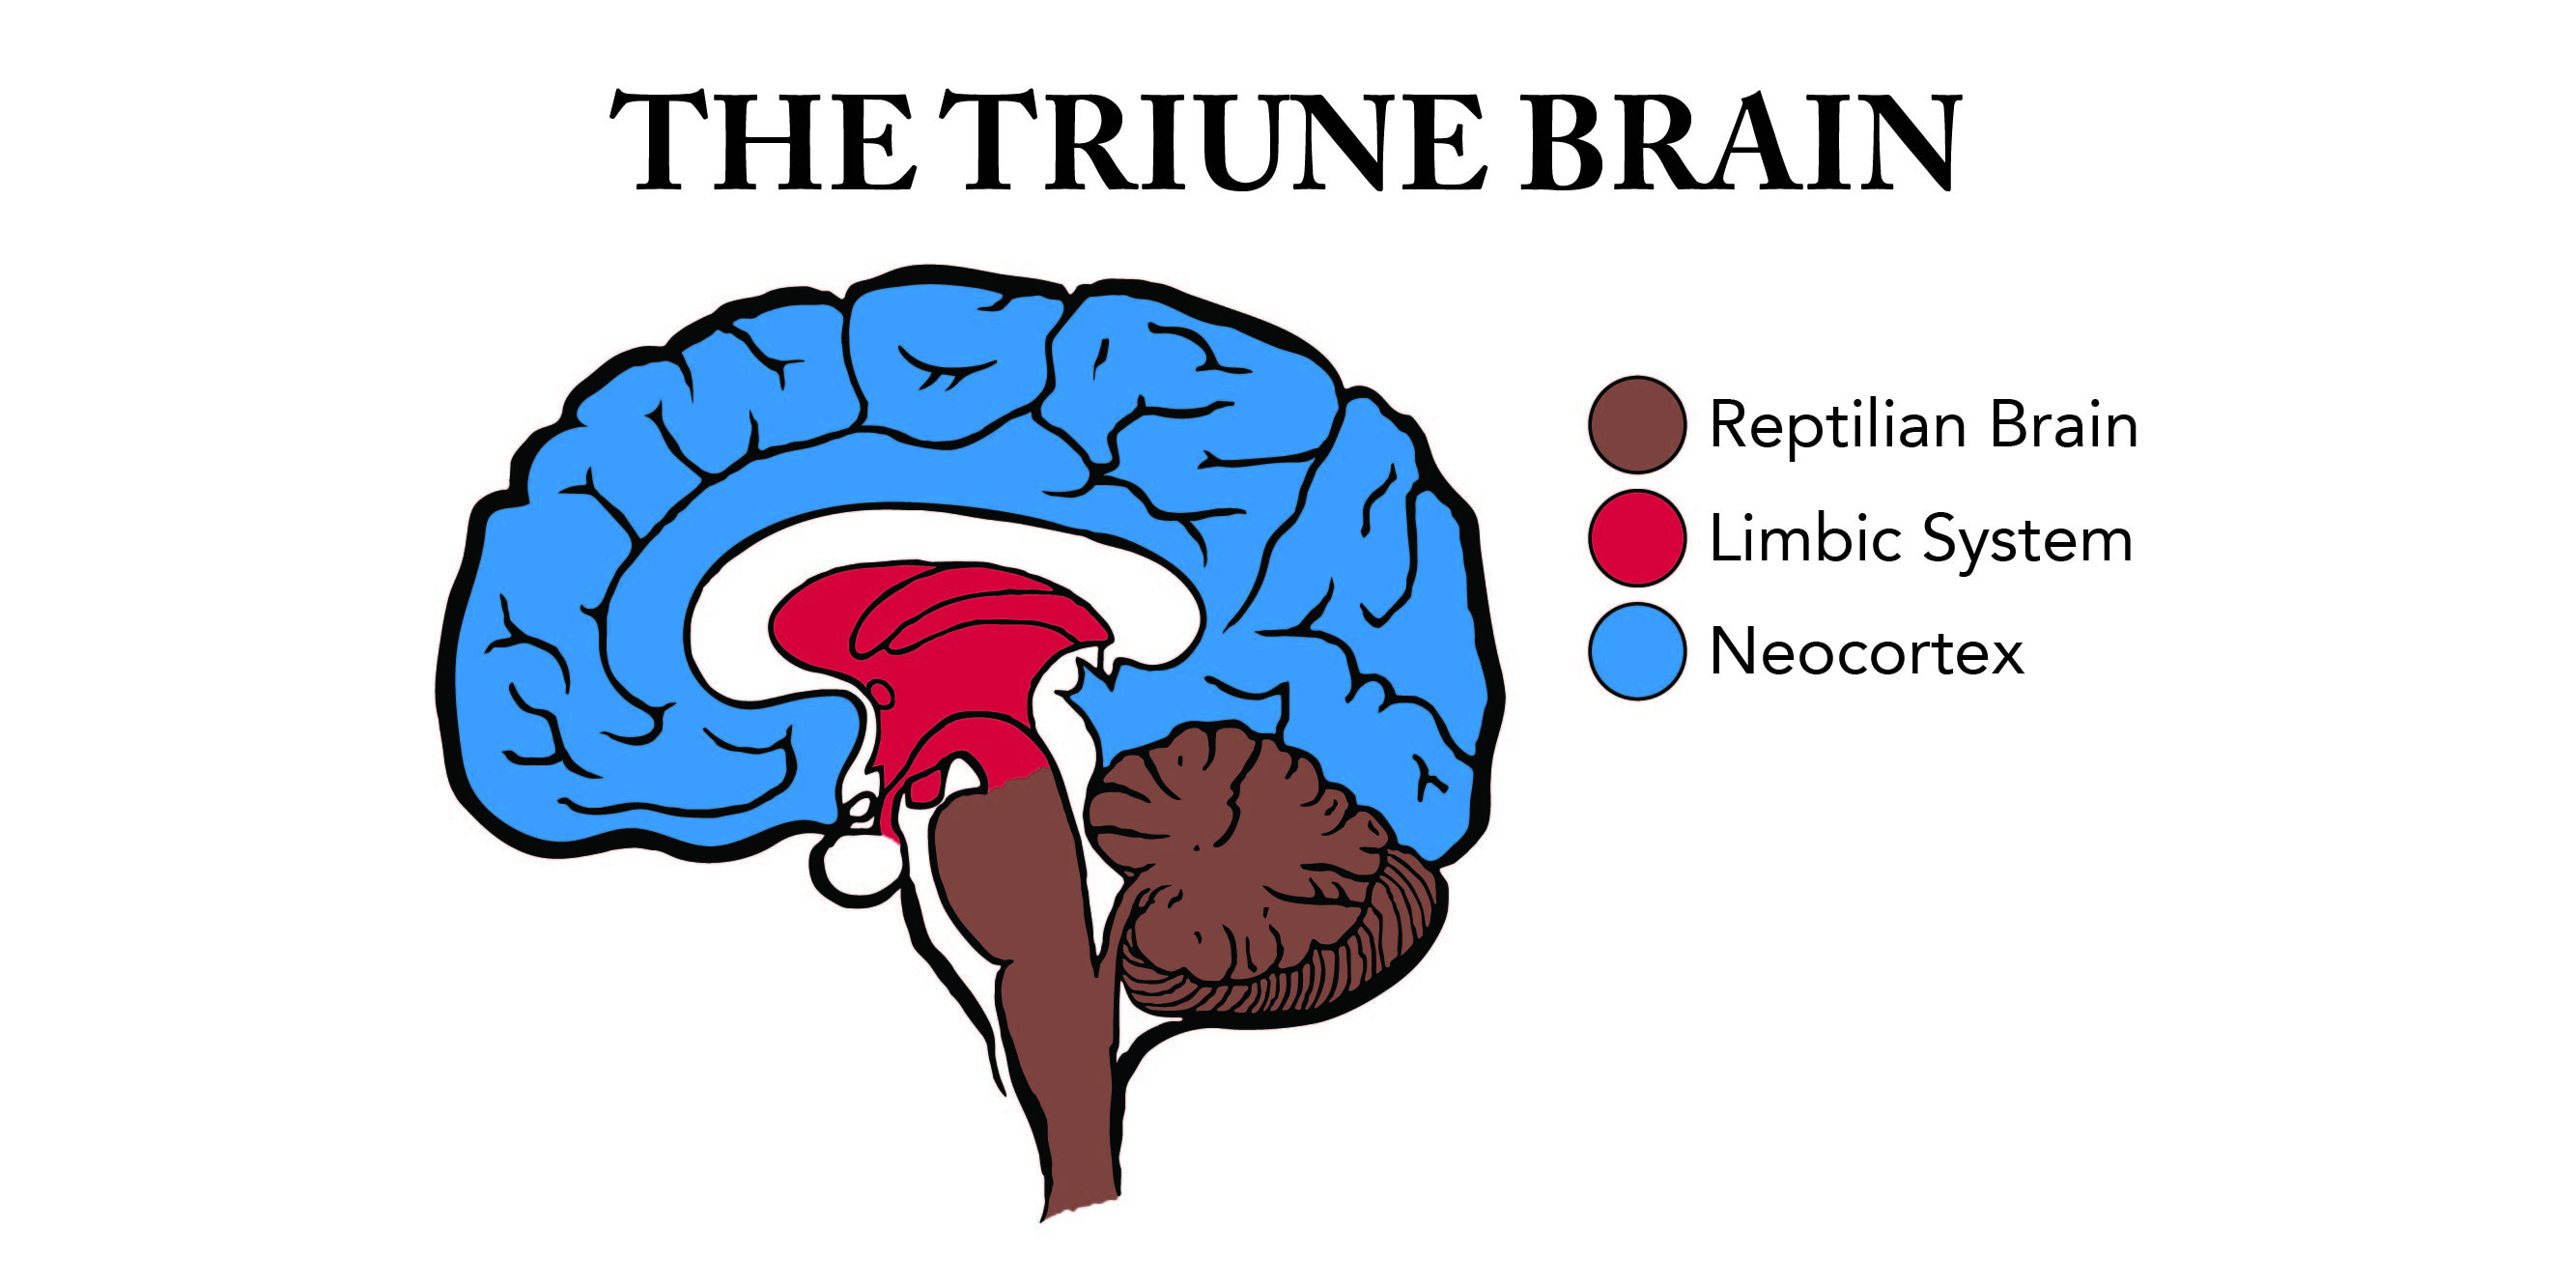 THE TRIUNE BRAIN
Reptilian Brain
Limbic System
Neocortex